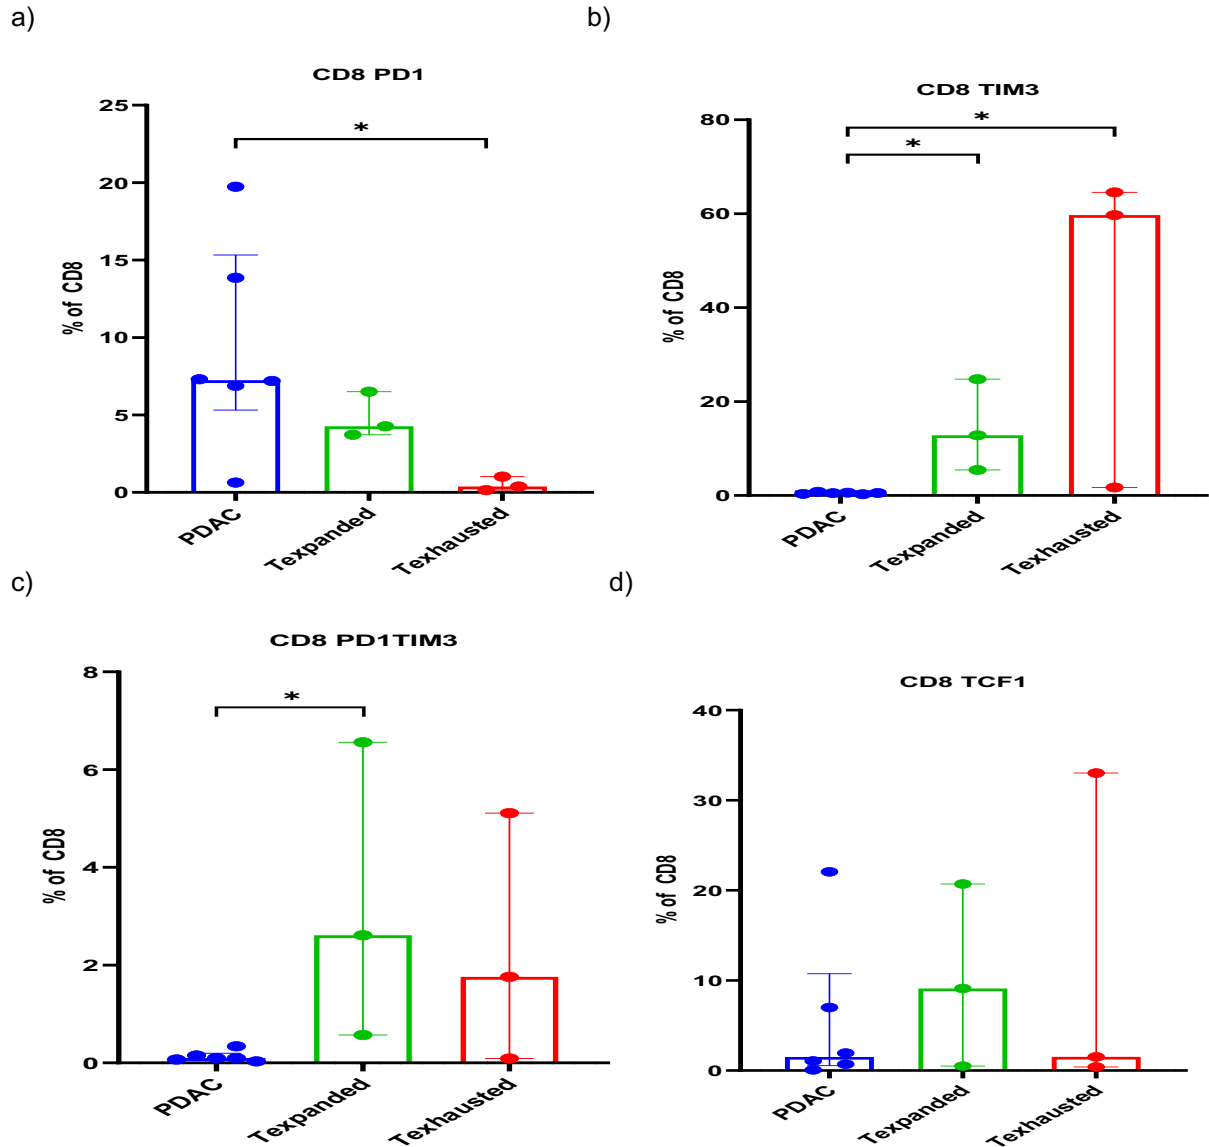 a)
CD8 PD1
% of CD8
25
20
15
10
5
0
*
PDAC
Texpanded
Texhausted
b)
CD8 TIM3
% of CD8
80
60
40
20
0
*
*
PDAC
Texpanded
Texhausted
c)
CD8 PD1TIM3
% of CD8
8
6
4
2
0
*
PDAC
Texpanded
Texhausted
d)
CD8 TCF1
% of CD8
40
30
20
10
0
PDAC
Texpanded
Texhausted